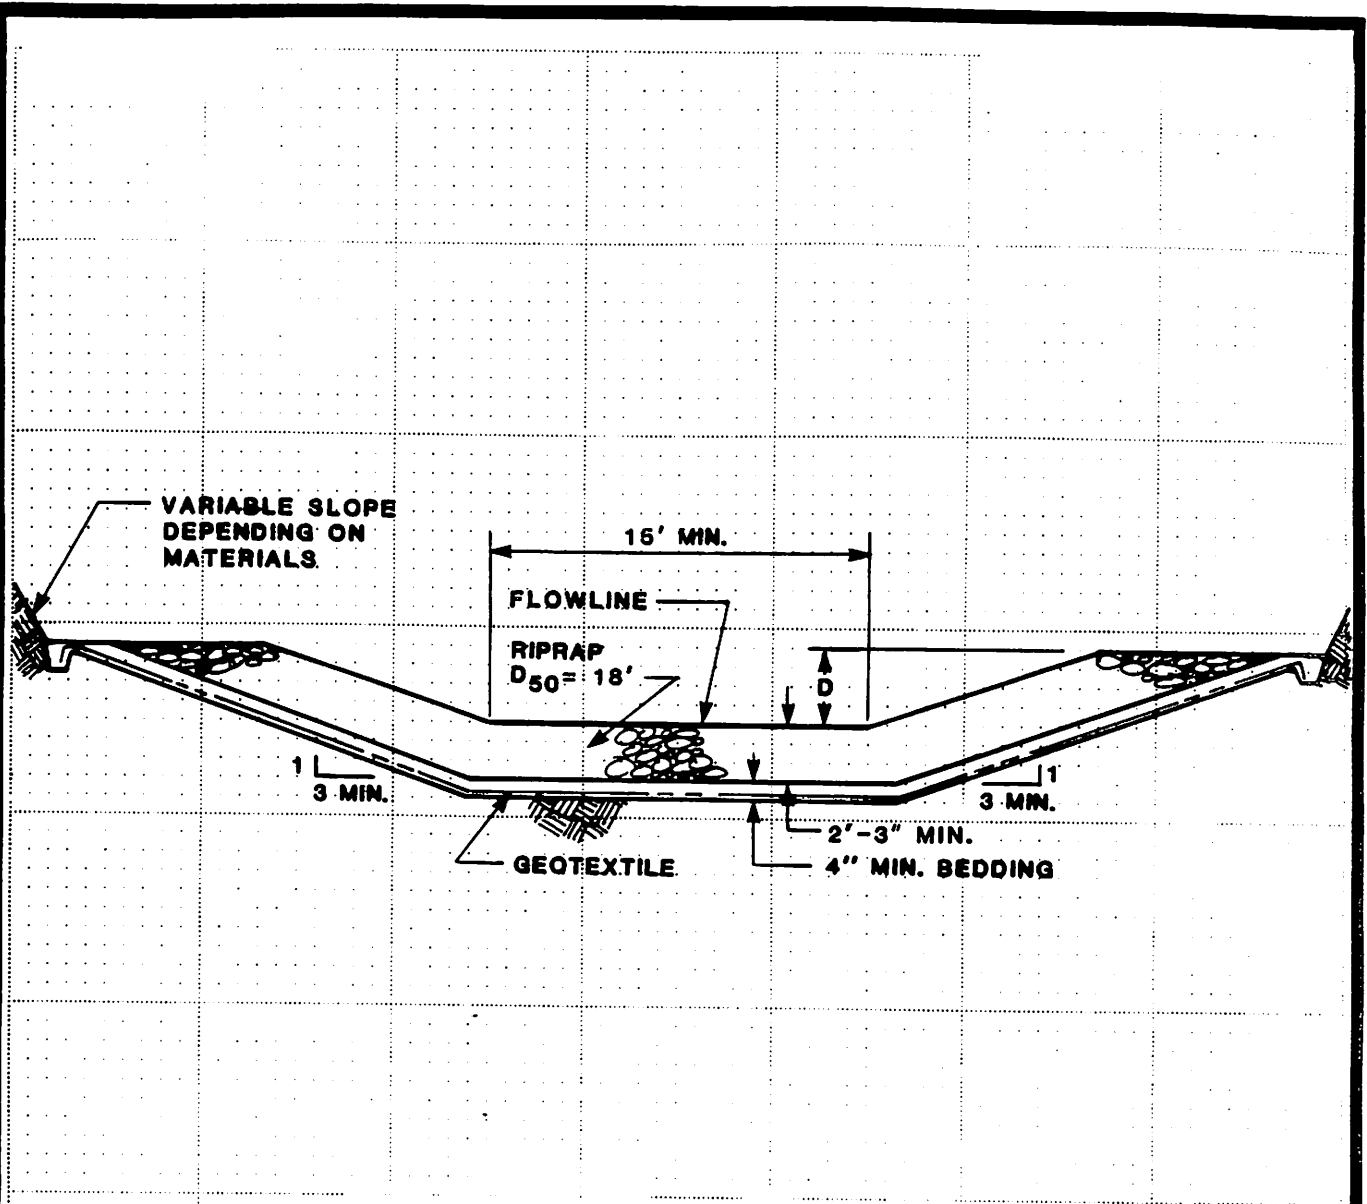 VARIABLE SLOPE
DEPENDING ON
MATERIALS
15' MIN.
FLOWLINE
RIPRAP
D50 = 18'
D
1
3 MIN.
1
3 MIN.
2'-3" MIN.
4" MIN. BEDDING
GEOTEXTILE